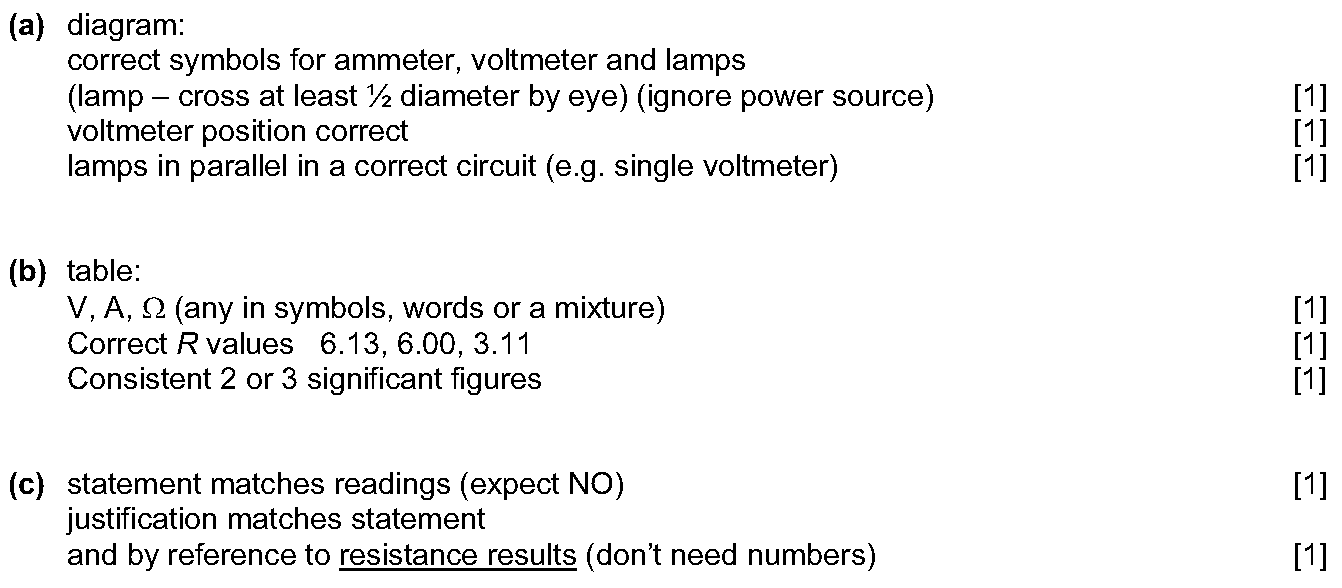 (a) diagram:
correct symbols for ammeter, voltmeter and lamps
(lamp – cross at least ½ diameter by eye) (ignore power source) [1]
voltmeter position correct [1]
lamps in parallel in a correct circuit (e.g. single voltmeter) [1]
(b) table:
V, A, Ω (any in symbols, words or a mixture) [1]
Correct R values 6.13, 6.00, 3.11 [1]
Consistent 2 or 3 significant figures [1]
(c) statement matches readings (expect NO) [1]
justification matches statement
and by reference to resistance results (don't need numbers) [1]